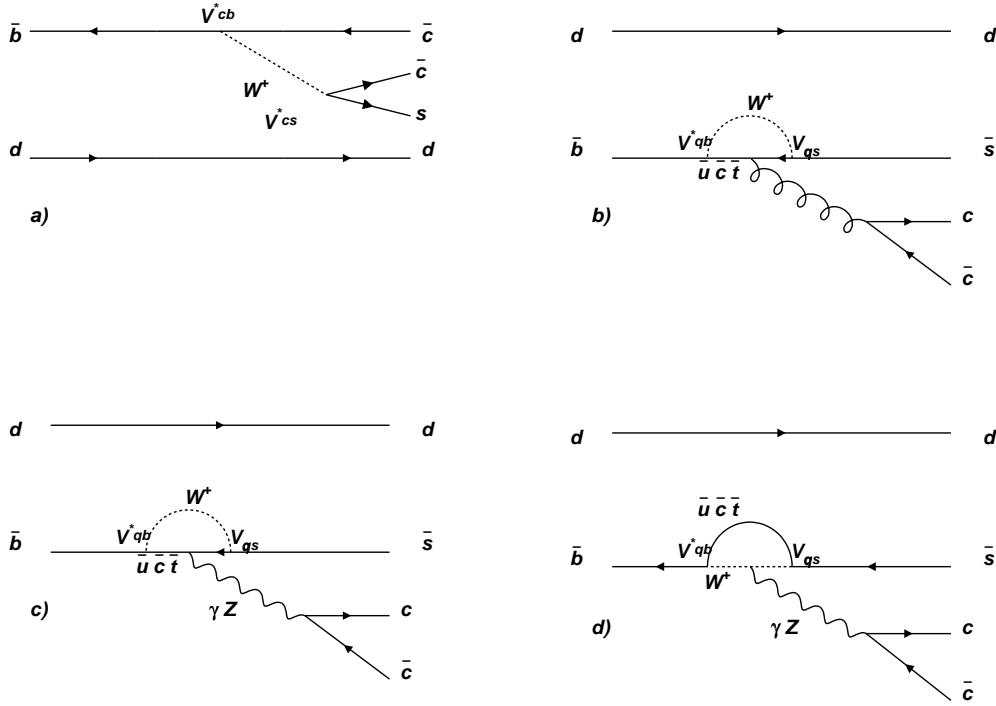 V*cb
b̄ c̄
c̄
W⁺
V*cs s
d d
a)
d d
W⁺
V*qb Vqs
b̄ s̄
ū c̄ t̄
c
b)
c̄
d d
W⁺
V*qb Vqs
b̄ s̄
ū c̄ t̄
γ Z c
c)
c̄
d d
ū c̄ t̄
V*qb Vqs
b̄ s̄
W⁺
γ Z c
d)
c̄